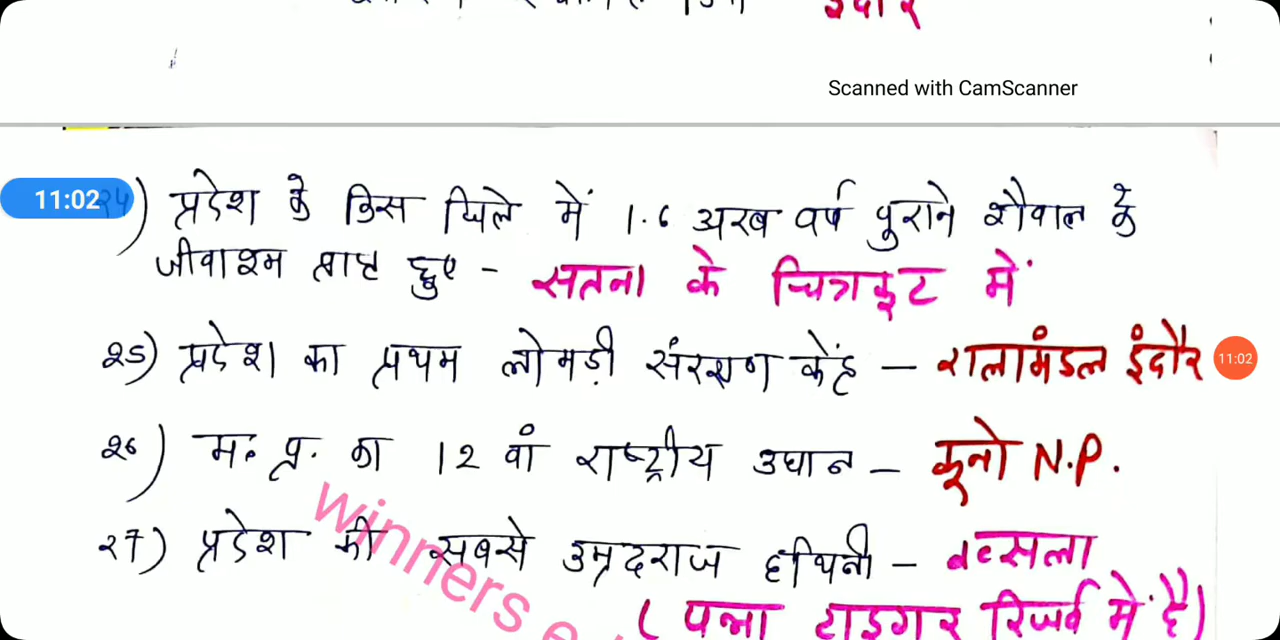 इंदौर
Scanned with CamScanner
11:02
24) प्रदेश के किस जिले में 1.6 अरब वर्ष पुराने शैवाल के
जीवाश्म प्राप्त हुए - सतना के चित्रकूट में
25) प्रदेश का प्रथम लोमड़ी संरक्षण केंद्र - रालामंडल इंदौर
11:02
26) म. प्र. का 12 वां राष्ट्रीय उघान - कूनो N.P.
27) प्रदेश की सबसे उम्रदराज हथिनी - वत्सला
(पन्ना टाइगर रिजर्व में है)
winners